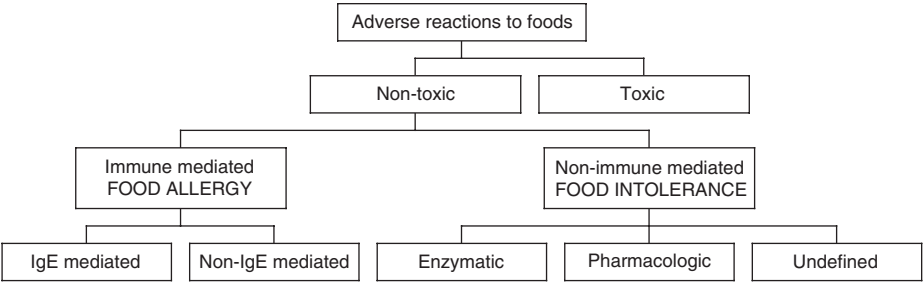 Adverse reactions to foods
Non-toxic
Toxic
Immune mediated
FOOD ALLERGY
Non-immune mediated
FOOD INTOLERANCE
IgE mediated
Non-IgE mediated
Enzymatic
Pharmacologic
Undefined